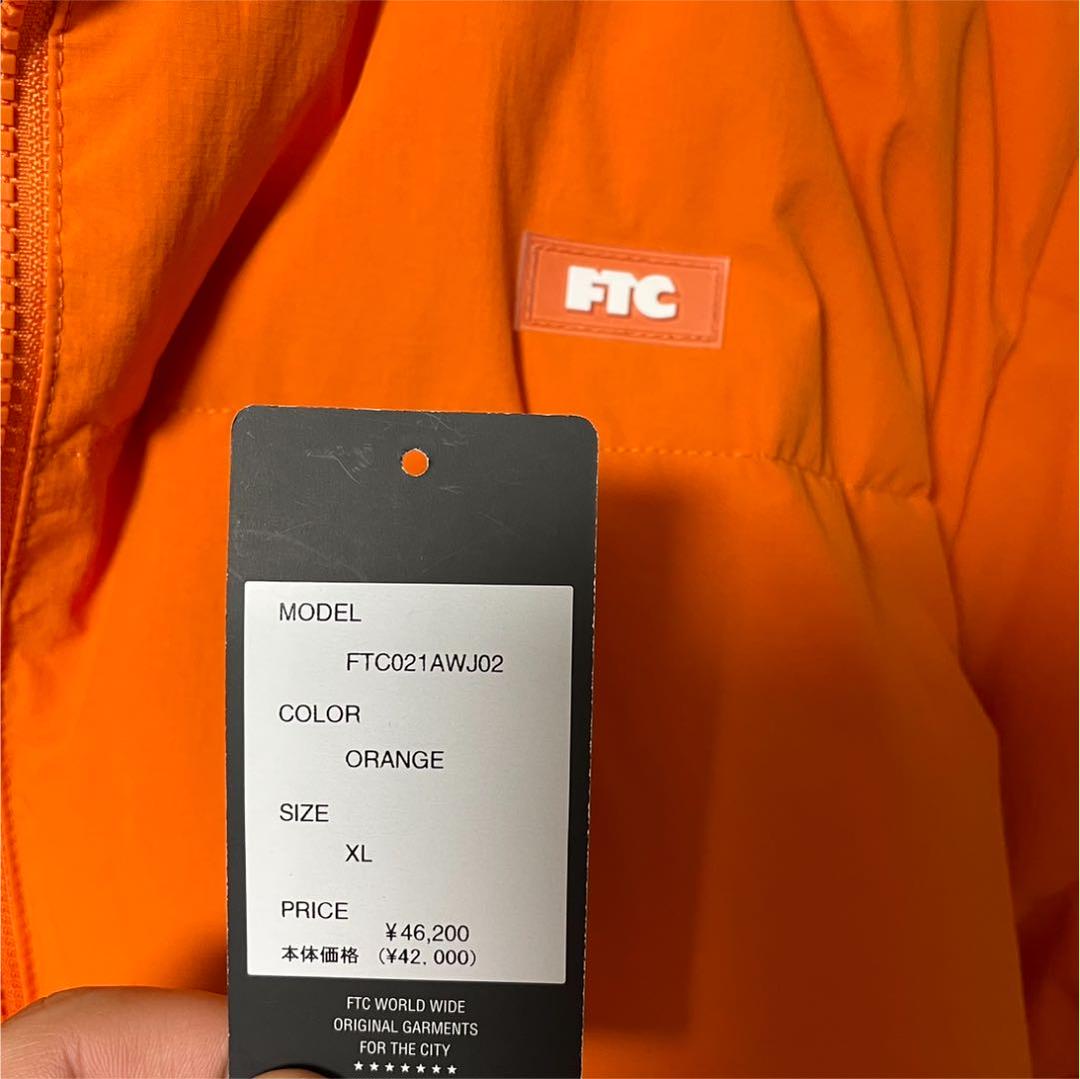 FTC
MODEL
FTC021AWJ02
COLOR
ORANGE
SIZE
XL
PRICE
¥46,200
本体価格 (¥42,000)
FTC WORLD WIDE
ORIGINAL GARMENTS
FOR THE CITY
★★★★★★★